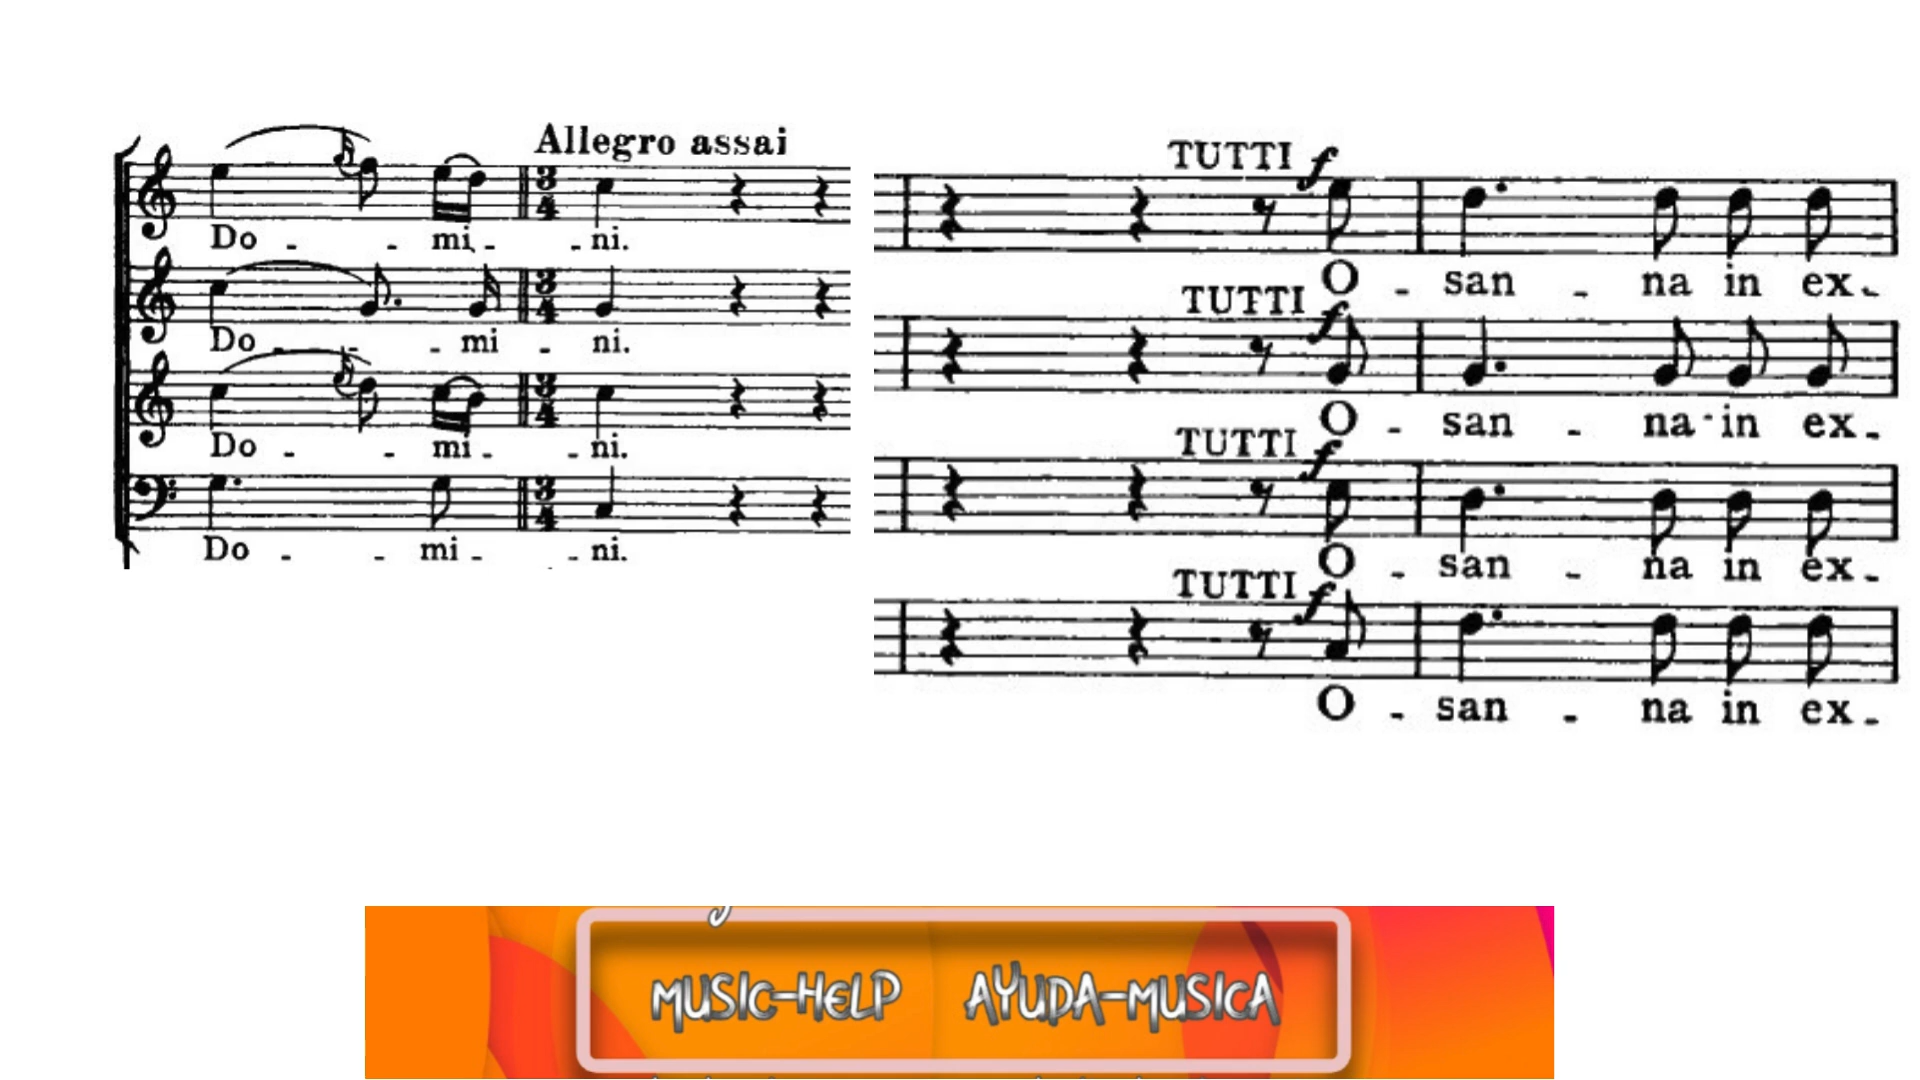 Allegro assai
Do - - mi - - ni.
Do - - - mi - ni.
Do - - mi - - ni.
Do - - mi - - ni.
TUTTI f
O - san - na in ex -
TUTTI f
O - san - na in ex -
TUTTI f
O - san - na in ex -
TUTTI f
O - san - na in ex -
MUSIC-HELP AYUDA-MUSICA